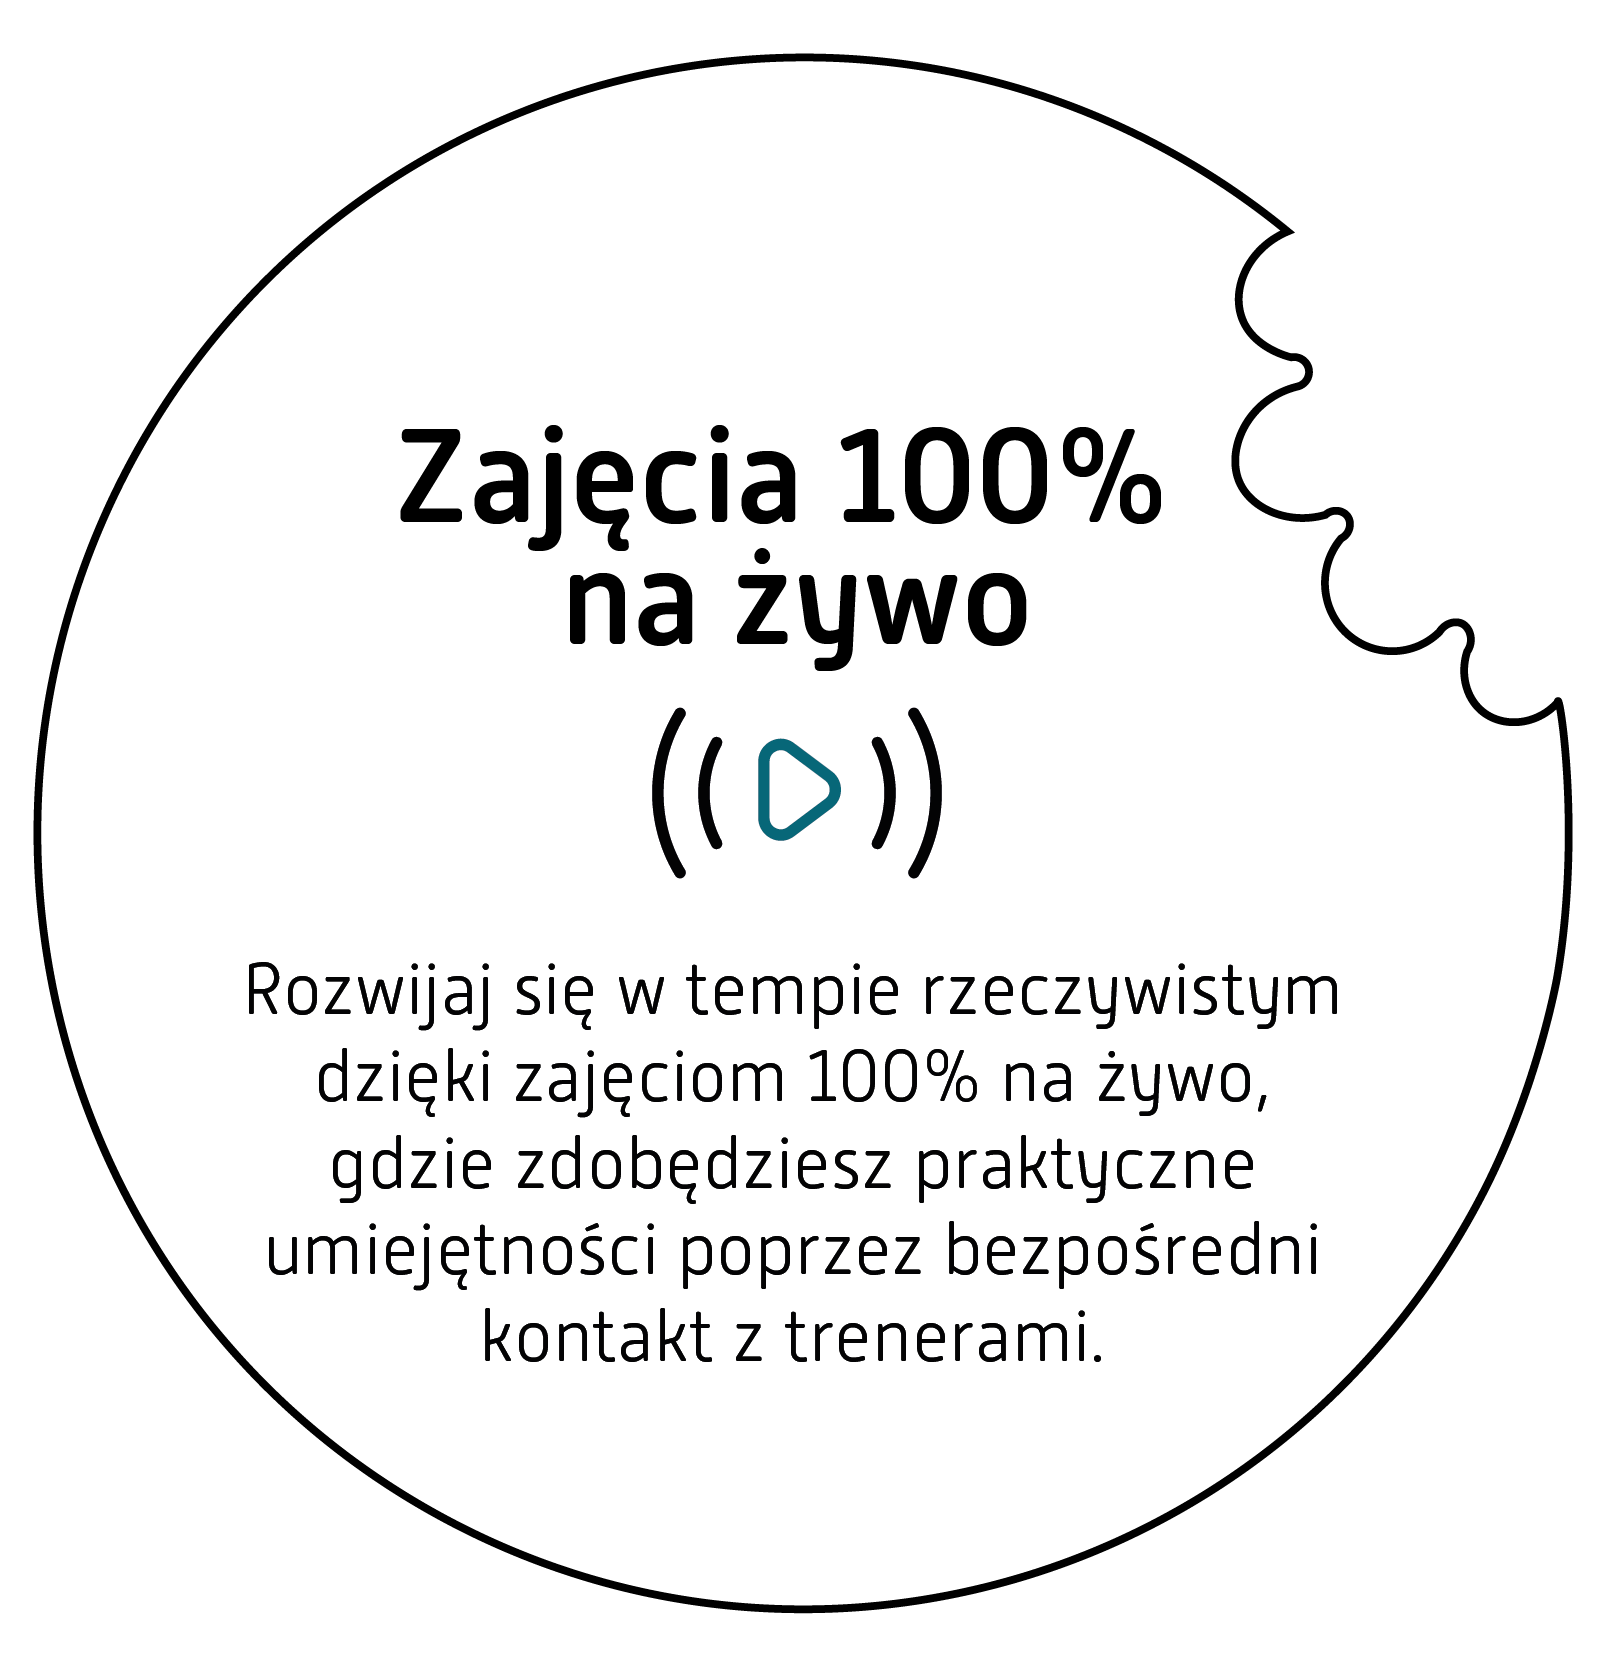 Zajęcia 100%
na żywo
Rozwijaj się w tempie rzeczywistym
dzięki zajęciom 100% na żywo,
gdzie zdobędziesz praktyczne
umiejętności poprzez bezpośredni
kontakt z trenerami.